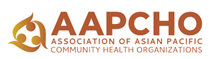 AAPCHO
ASSOCIATION OF ASIAN PACIFIC
COMMUNITY HEALTH ORGANIZATIONS